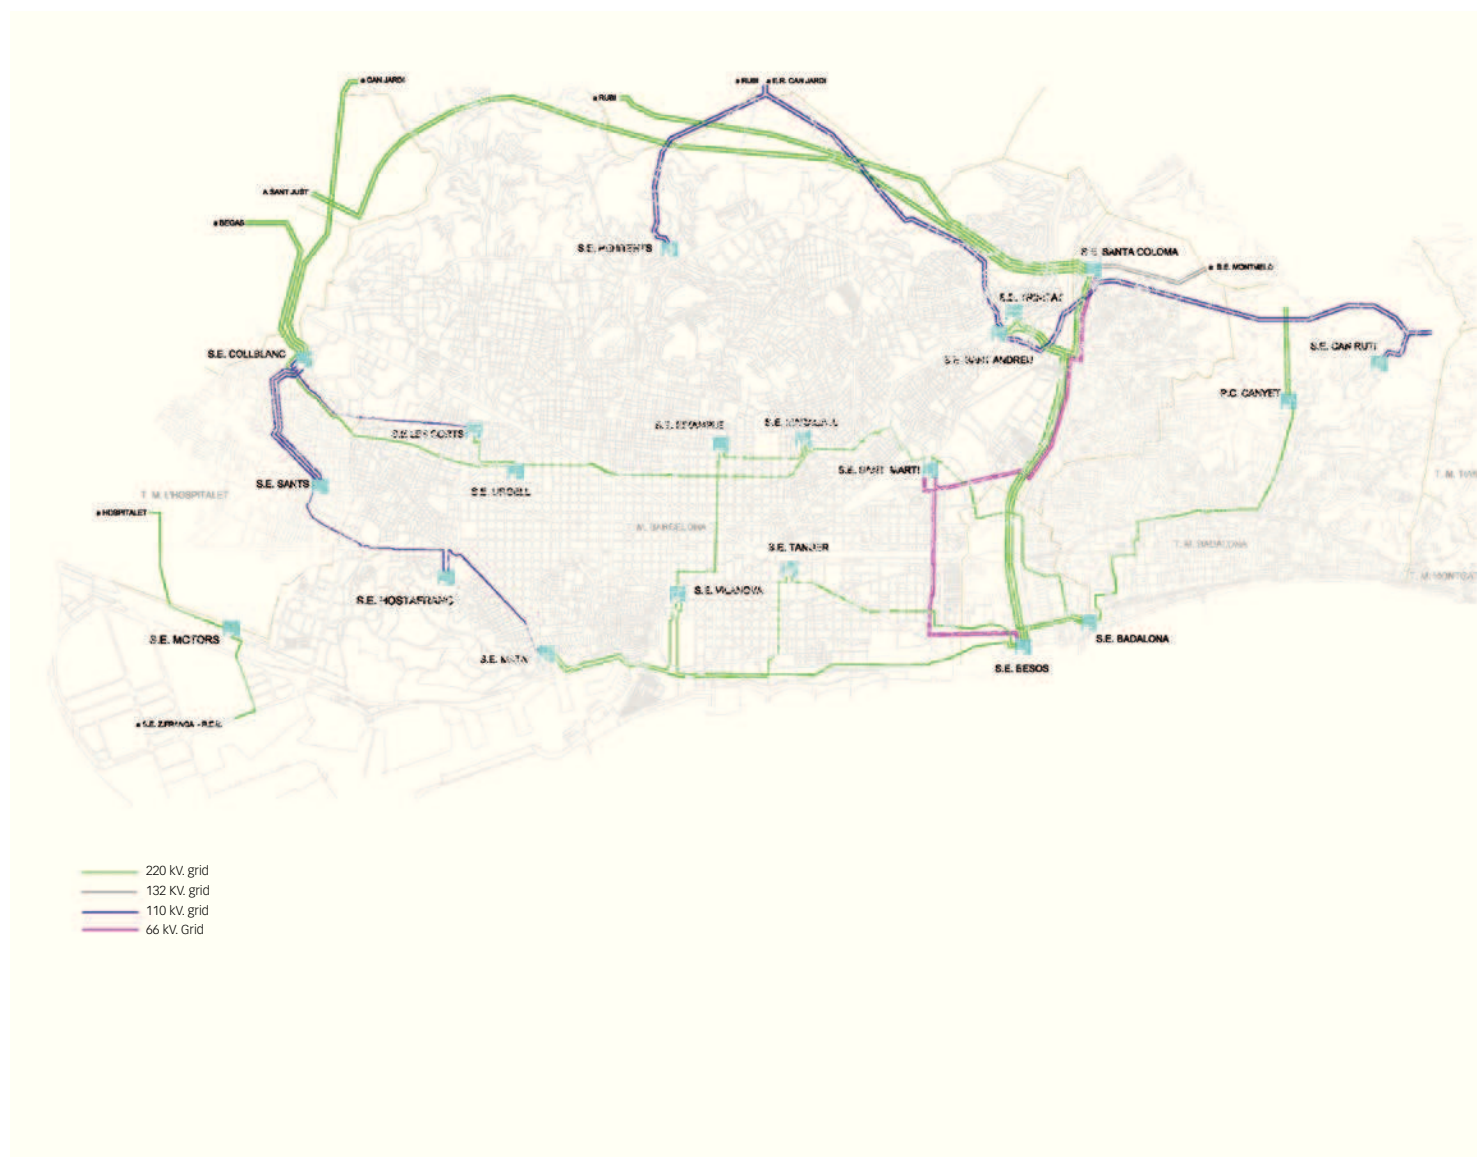 a CAN JARDI
a RUBI
a E.R. CAN JARDI
a RUBI
A SANT JUST
a BEGAS
S.E.
S.E. SANTA COLOMA
a S.E. MONTMELO
S.E.
S.E. COLLBLANC
S.E. SANT ANDREU
S.E. CAN RUTI
P.C. CANYET
S.E. LES CORTS
S.E. EIXAMPLE
S.E.
S.E. SANT MARTI
S.E. SANTS
S.E. URGELL
T. M. L'HOSPITALET
a HOSPITALET
M. BARCELONA
T. M. BADALONA
S.E. TANGER
S.E. VILANOVA
S.E. HOSTAFRANC
S.E. MOTORS
S.E. MATA
S.E. BADALONA
S.E. BESOS
a S.E. Z.FRANCA -
220 kV. grid
132 KV. grid
110 kV. grid
66 kV. Grid